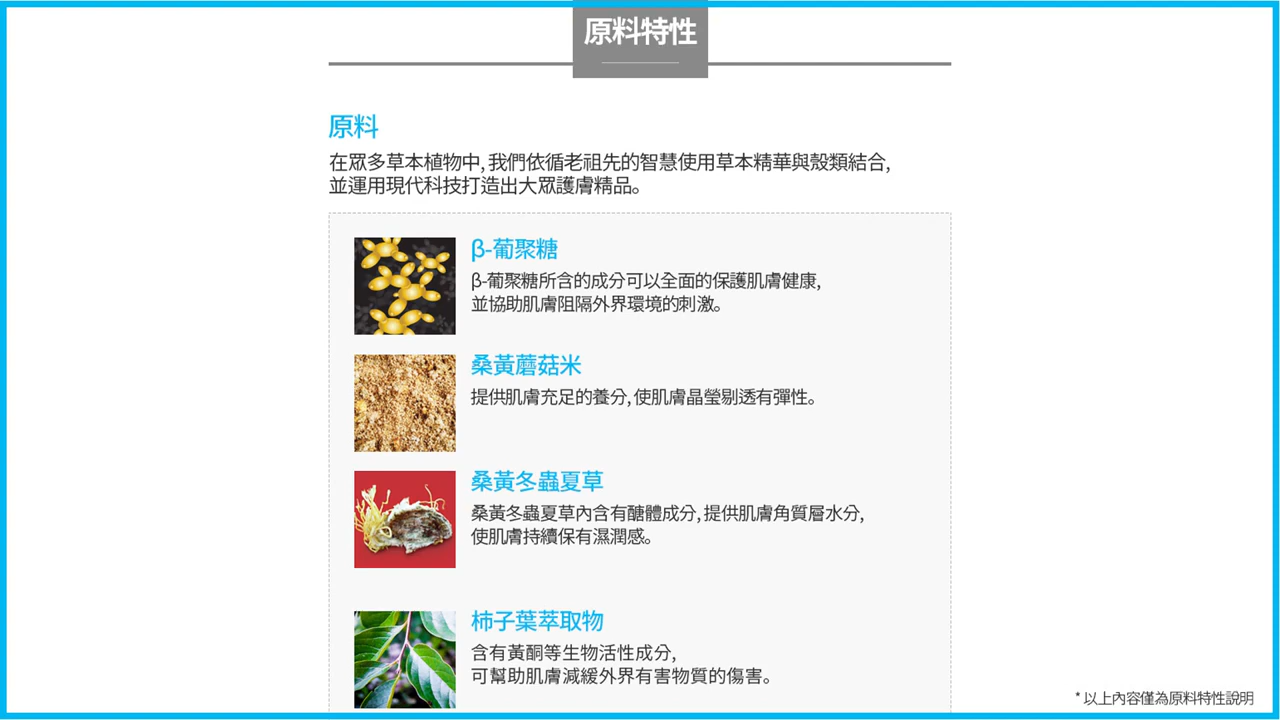 原料特性
原料
在眾多草本植物中, 我們依循老祖先的智慧使用草本精華與殼類結合,
並運用現代科技打造出大眾護膚精品。
β-葡聚糖
β-葡聚糖所含的成分可以全面的保護肌膚健康,
並協助肌膚阻隔外界環境的刺激。
桑黃蘑菇米
提供肌膚充足的養分, 使肌膚晶瑩剔透有彈性。
桑黃冬蟲夏草
桑黃冬蟲夏草內含有醣體成分, 提供肌膚角質層水分,
使肌膚持續保有濕潤感。
柿子葉萃取物
含有黃酮等生物活性成分,
可幫助肌膚減緩外界有害物質的傷害。
* 以上內容僅為原料特性說明